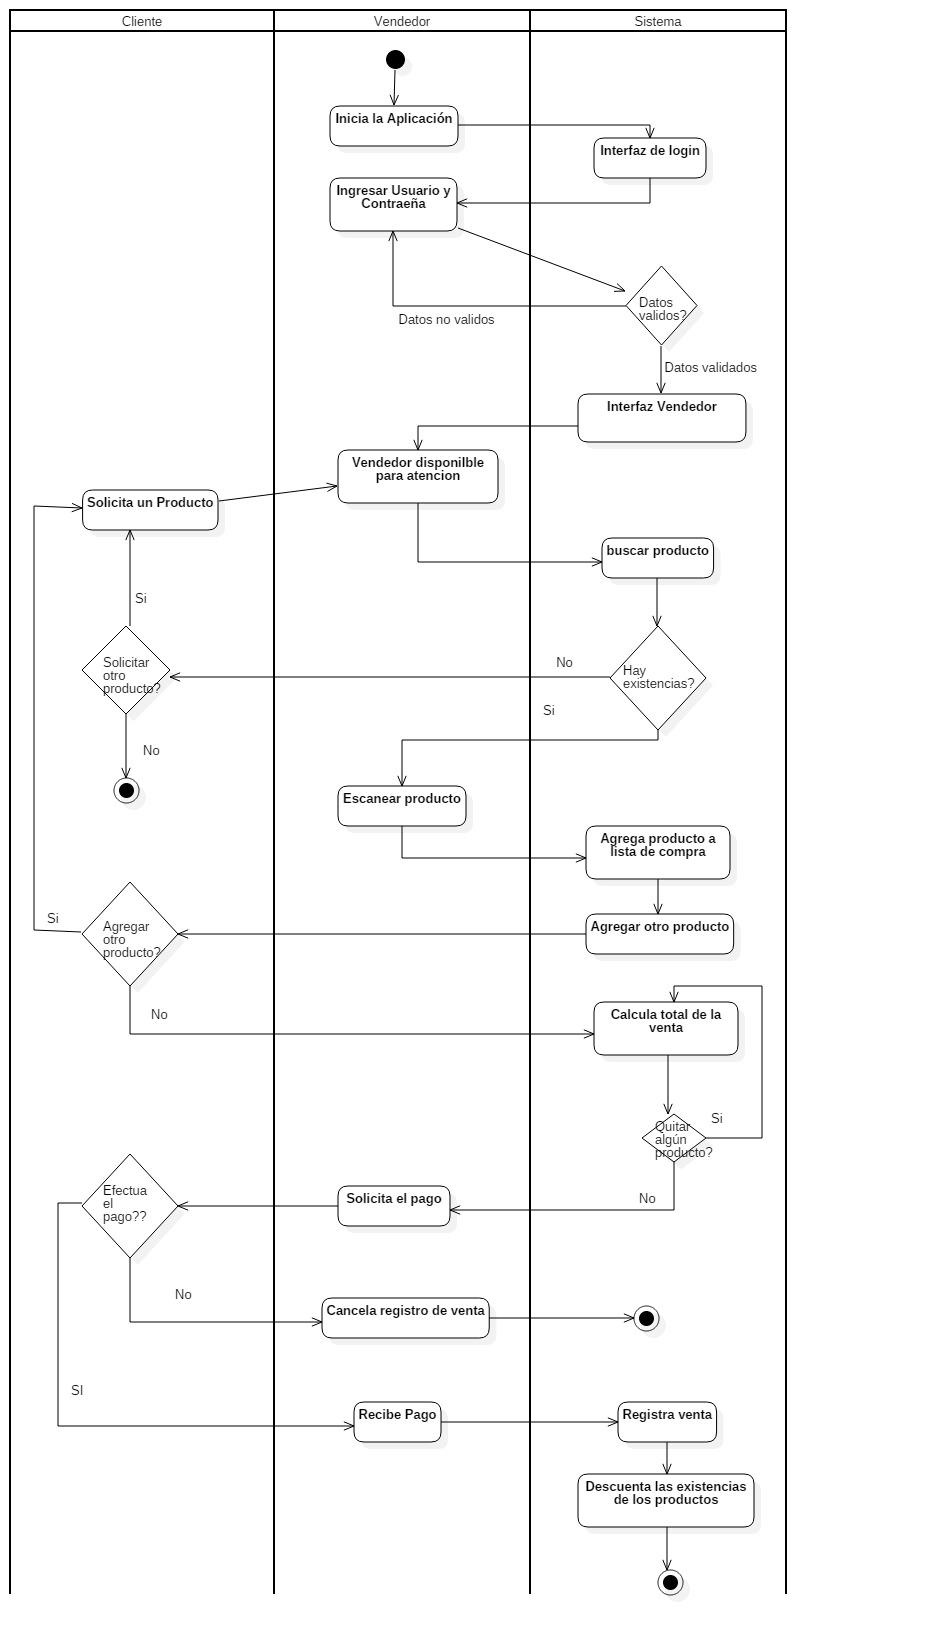 Cliente
Vendedor
Sistema
Inicia la Aplicación
Interfaz de login
Ingresar Usuario y
Contraeña
Datos
validos?
Datos no validos
Datos validados
Interfaz Vendedor
Vendedor disponilble
para atencion
Solicita un Producto
buscar producto
Si
Solicitar
otro
producto?
No
Hay
existencias?
Si
No
Escanear producto
Agrega producto a
lista de compra
Si
Agregar
otro
producto?
Agregar otro producto
No
Calcula total de la
venta
Quitar
algún
producto?
Si
No
Efectua
el
pago??
Solicita el pago
No
Cancela registro de venta
SI
Recibe Pago
Registra venta
Descuenta las existencias
de los productos